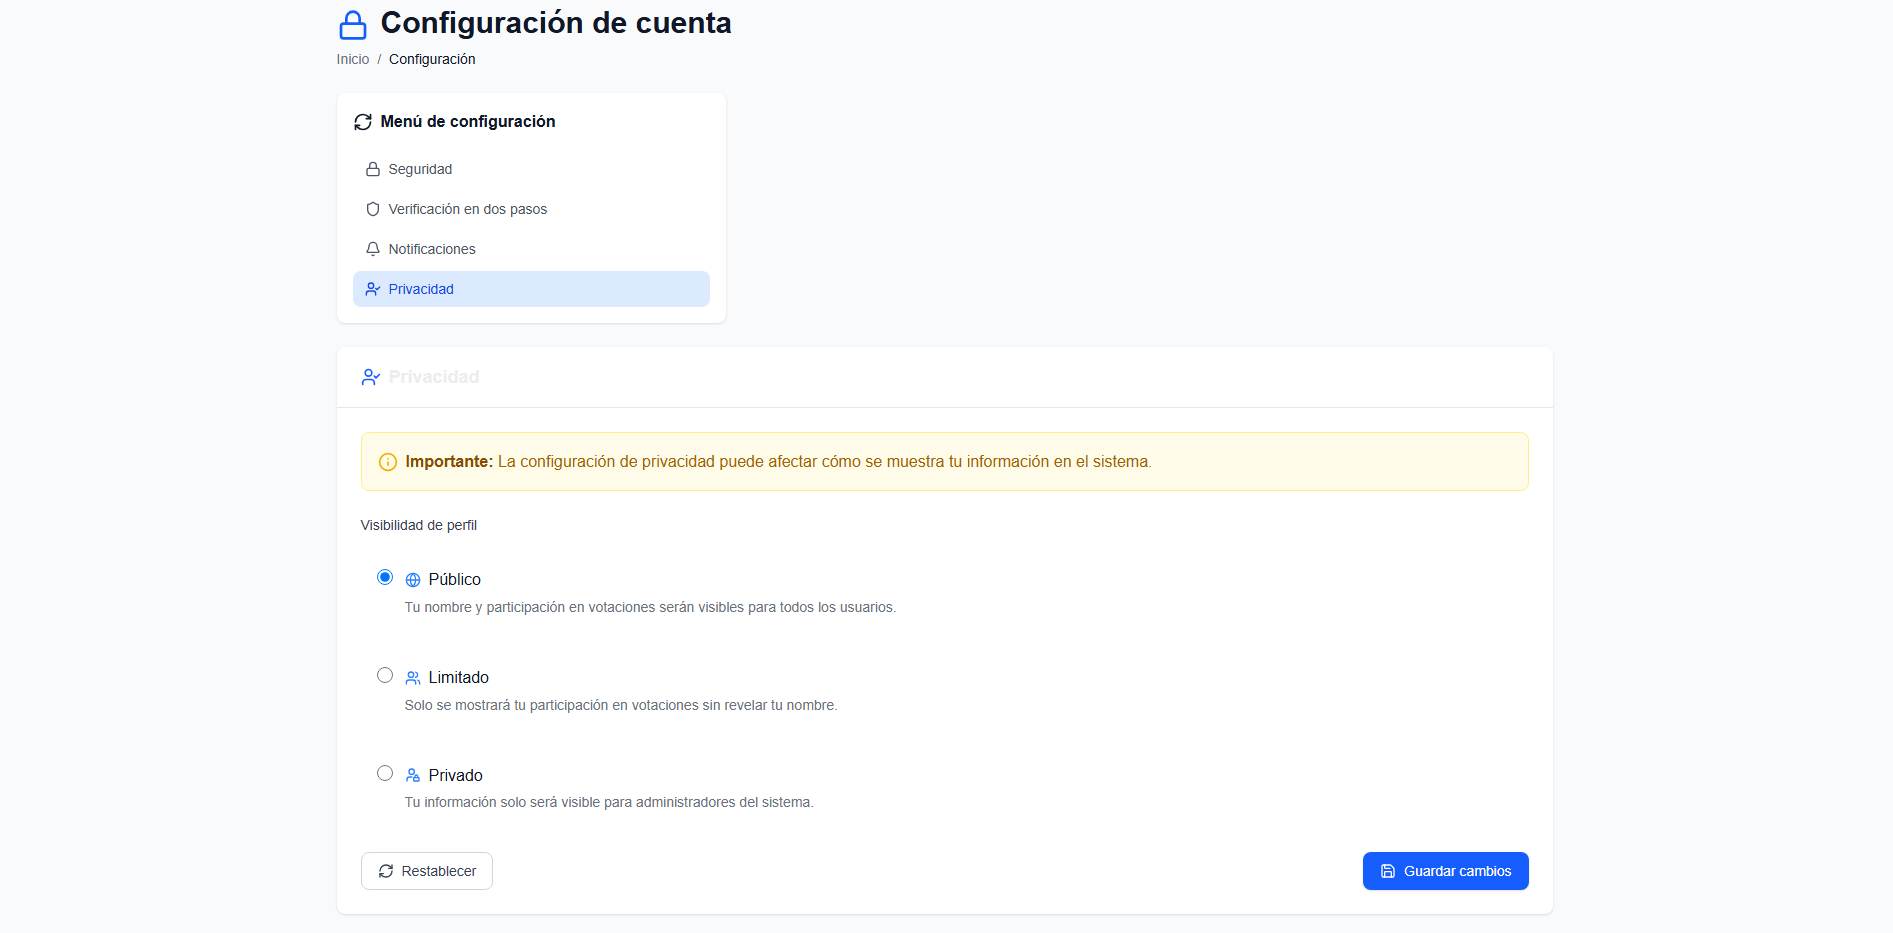 Configuración de cuenta
Inicio / Configuración
Menú de configuración
Seguridad
Verificación en dos pasos
Notificaciones
Privacidad
Privacidad
Importante: La configuración de privacidad puede afectar cómo se muestra tu información en el sistema.
Visibilidad de perfil
Público
Tu nombre y participación en votaciones serán visibles para todos los usuarios.
Limitado
Solo se mostrará tu participación en votaciones sin revelar tu nombre.
Privado
Tu información solo será visible para administradores del sistema.
Restablecer
Guardar cambios